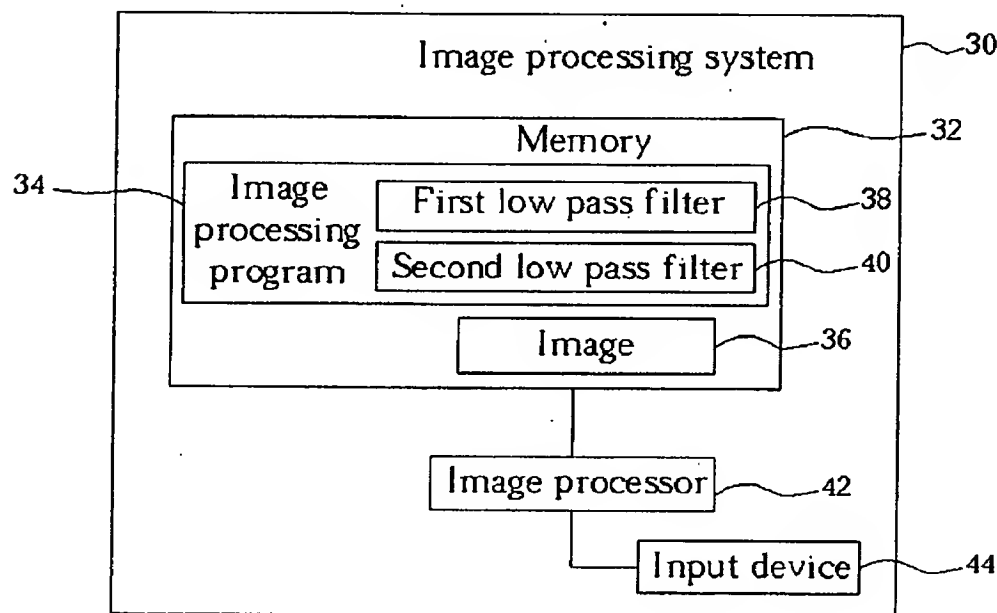 Image processing system
30
Memory
32
34
Image
processing
program
First low pass filter
38
Second low pass filter
40
Image
36
Image processor
42
Input device
44